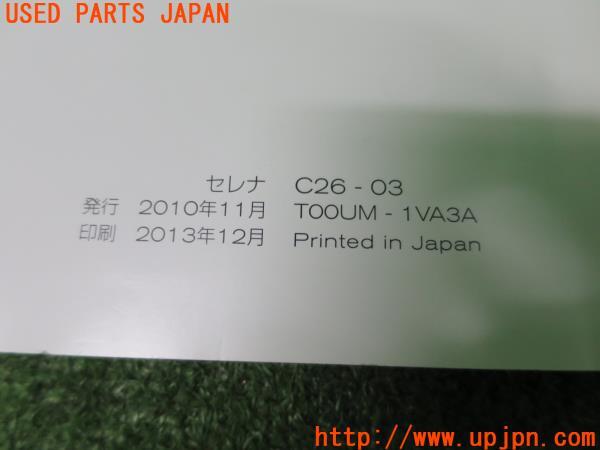 USED PARTS JAPAN
セレナ C26 - 03
発行 2010年11月 T00UM - 1VA3A
印刷 2013年12月 Printed in Japan
www.upjpn.com